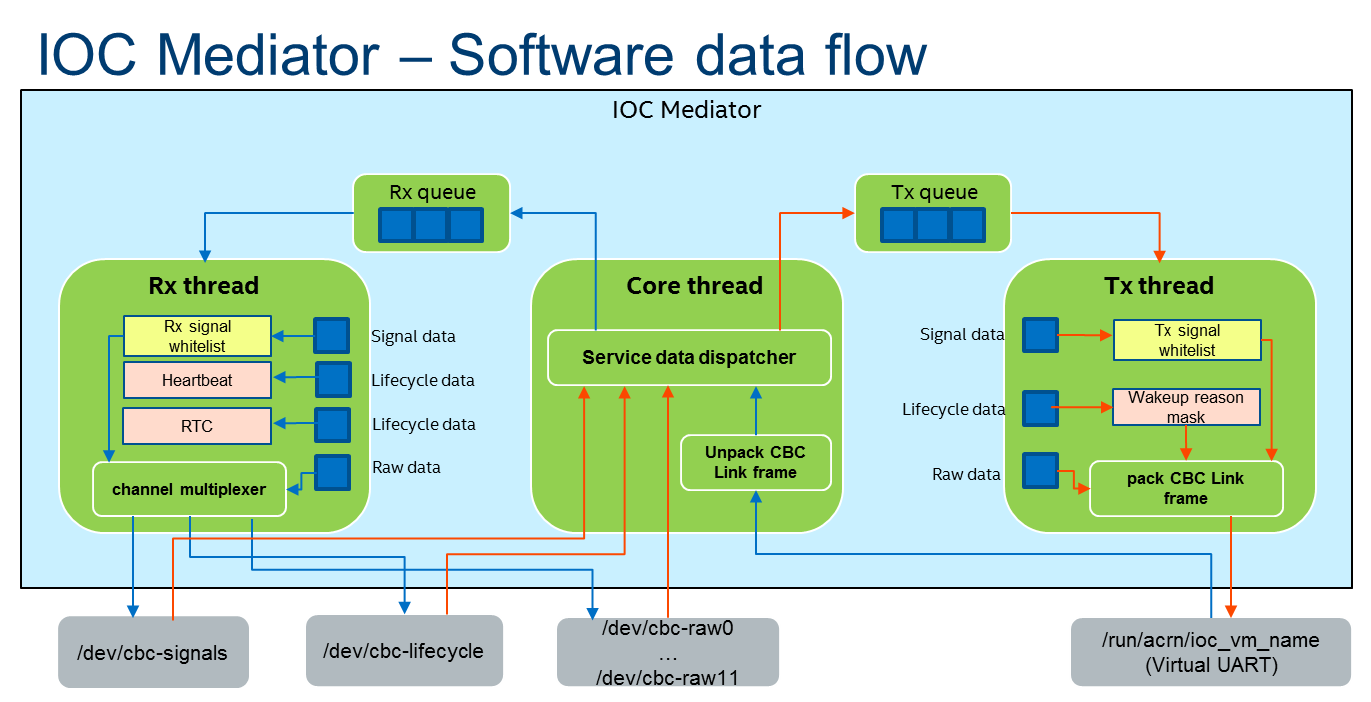 IOC Mediator – Software data flow
IOC Mediator
Rx queue
Tx queue
Rx thread
Core thread
Tx thread
Rx signal
whitelist
Signal data
Heartbeat
Lifecycle data
RTC
Lifecycle data
Raw data
channel multiplexer
Service data dispatcher
Unpack CBC
Link frame
Signal data
Tx signal
whitelist
Lifecycle data
Wakeup reason
mask
Raw data
pack CBC Link
frame
/dev/cbc-signals
/dev/cbc-lifecycle
/dev/cbc-raw0
...
/dev/cbc-raw11
/run/acrn/ioc_vm_name
(Virtual UART)